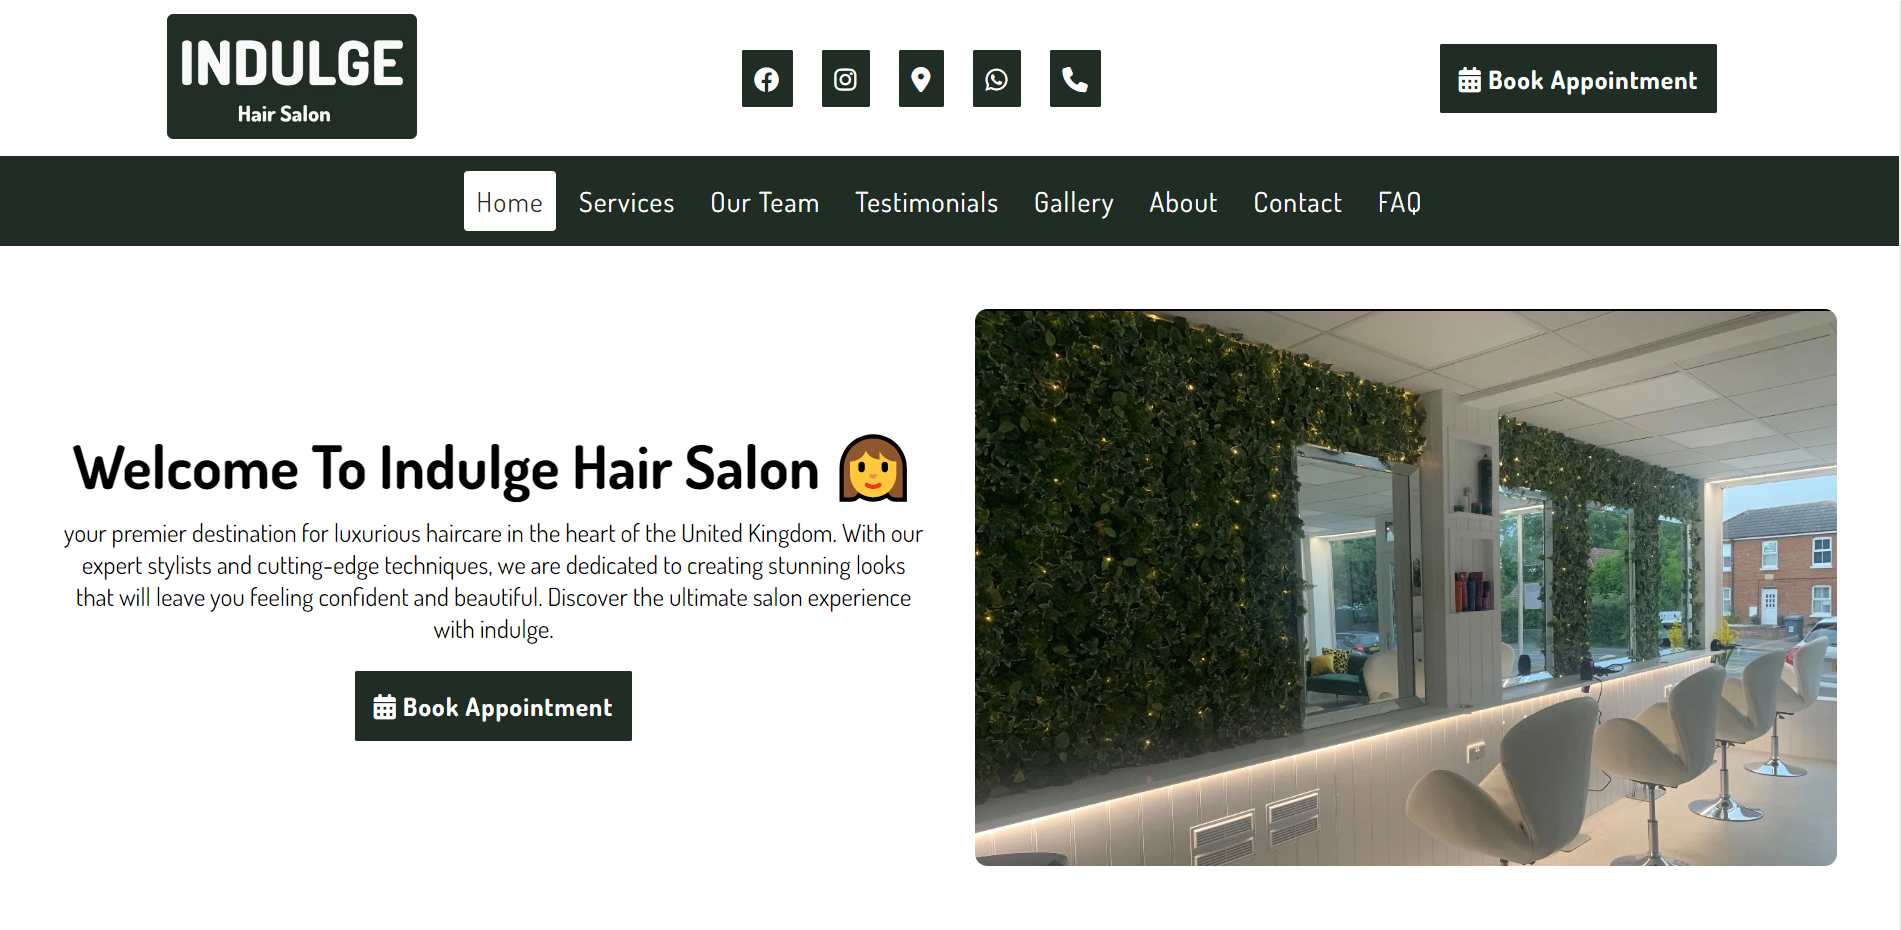 INDULGE
Hair Salon
Book Appointment
Home Services Our Team Testimonials Gallery About Contact FAQ
Welcome To Indulge Hair Salon
your premier destination for luxurious haircare in the heart of the United Kingdom. With our
expert stylists and cutting-edge techniques, we are dedicated to creating stunning looks
that will leave you feeling confident and beautiful. Discover the ultimate salon experience
with indulge.
Book Appointment